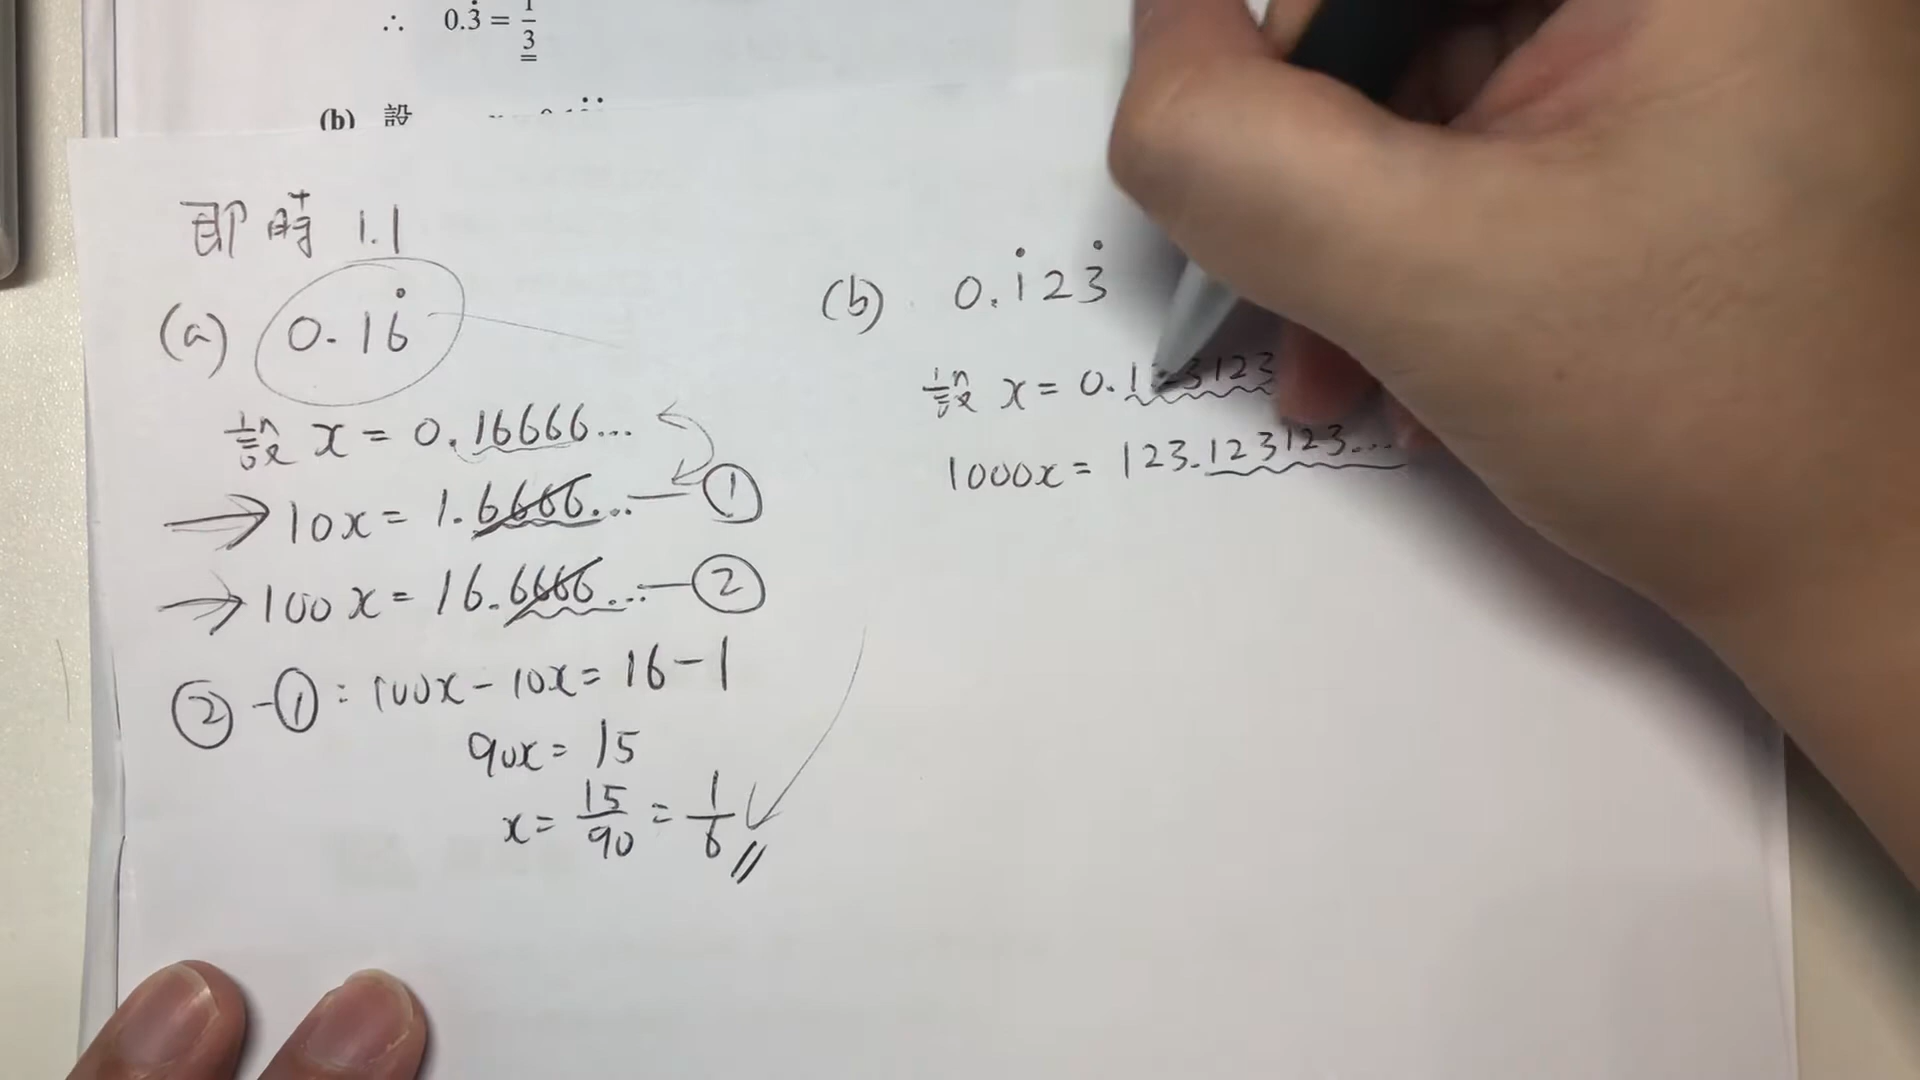 ∴ 0.3̇ = 1/3
(b) 設
即時 1.1
(a) 0.16̇
設 x = 0.16666...
→ 10x = 1.6666... — ①
→ 100x = 16.6666... — ②
② - ① : 100x - 10x = 16 - 1
90x = 15
x = 15/90 = 1/6
(b) 0.1̇23̇
設 x = 0.123123
1000x = 123.123123...